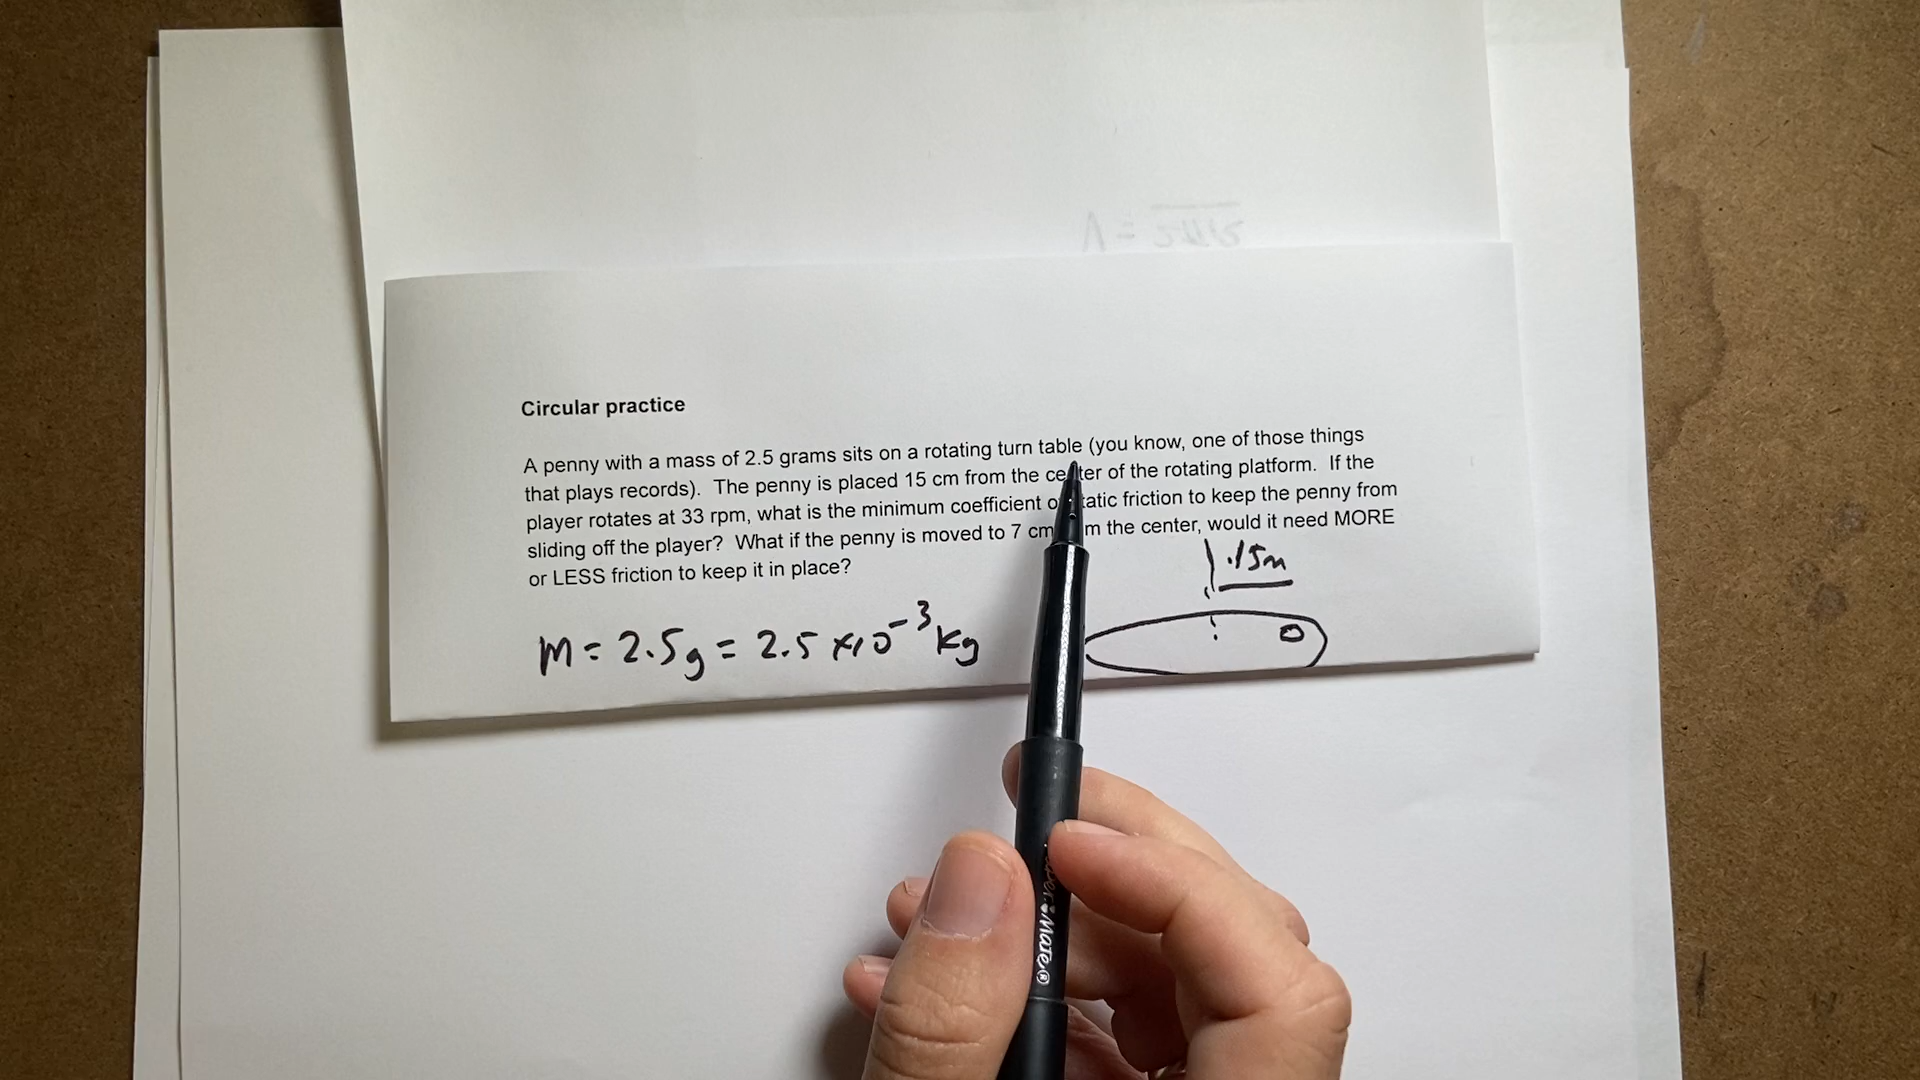 Circular practice
A penny with a mass of 2.5 grams sits on a rotating turn table (you know, one of those things
that plays records). The penny is placed 15 cm from the center of the rotating platform. If the
player rotates at 33 rpm, what is the minimum coefficient static friction to keep the penny from
sliding off the player? What if the penny is moved to 7 cm the center, would it need MORE
or LESS friction to keep it in place?
.15m
m = 2.5g = 2.5 x10⁻³ kg
Mate®